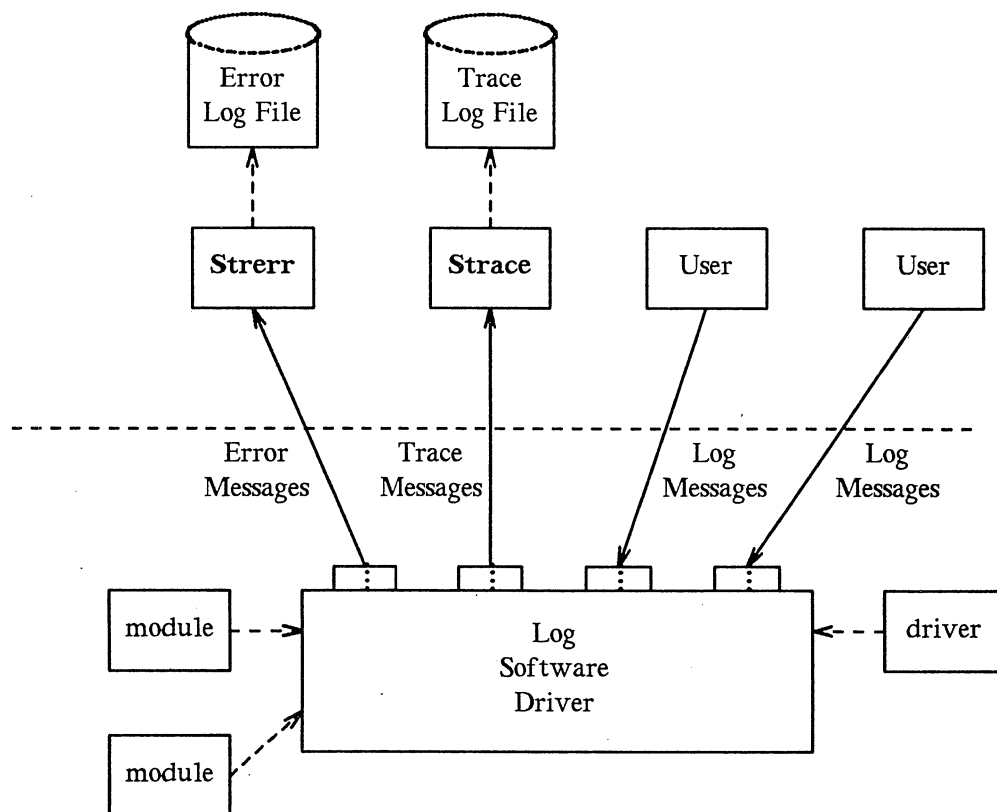 Error
Log File
Trace
Log File
Strerr
Strace
User
User
Error
Messages
Trace
Messages
Log
Messages
Log
Messages
module
Log
Software
Driver
driver
module